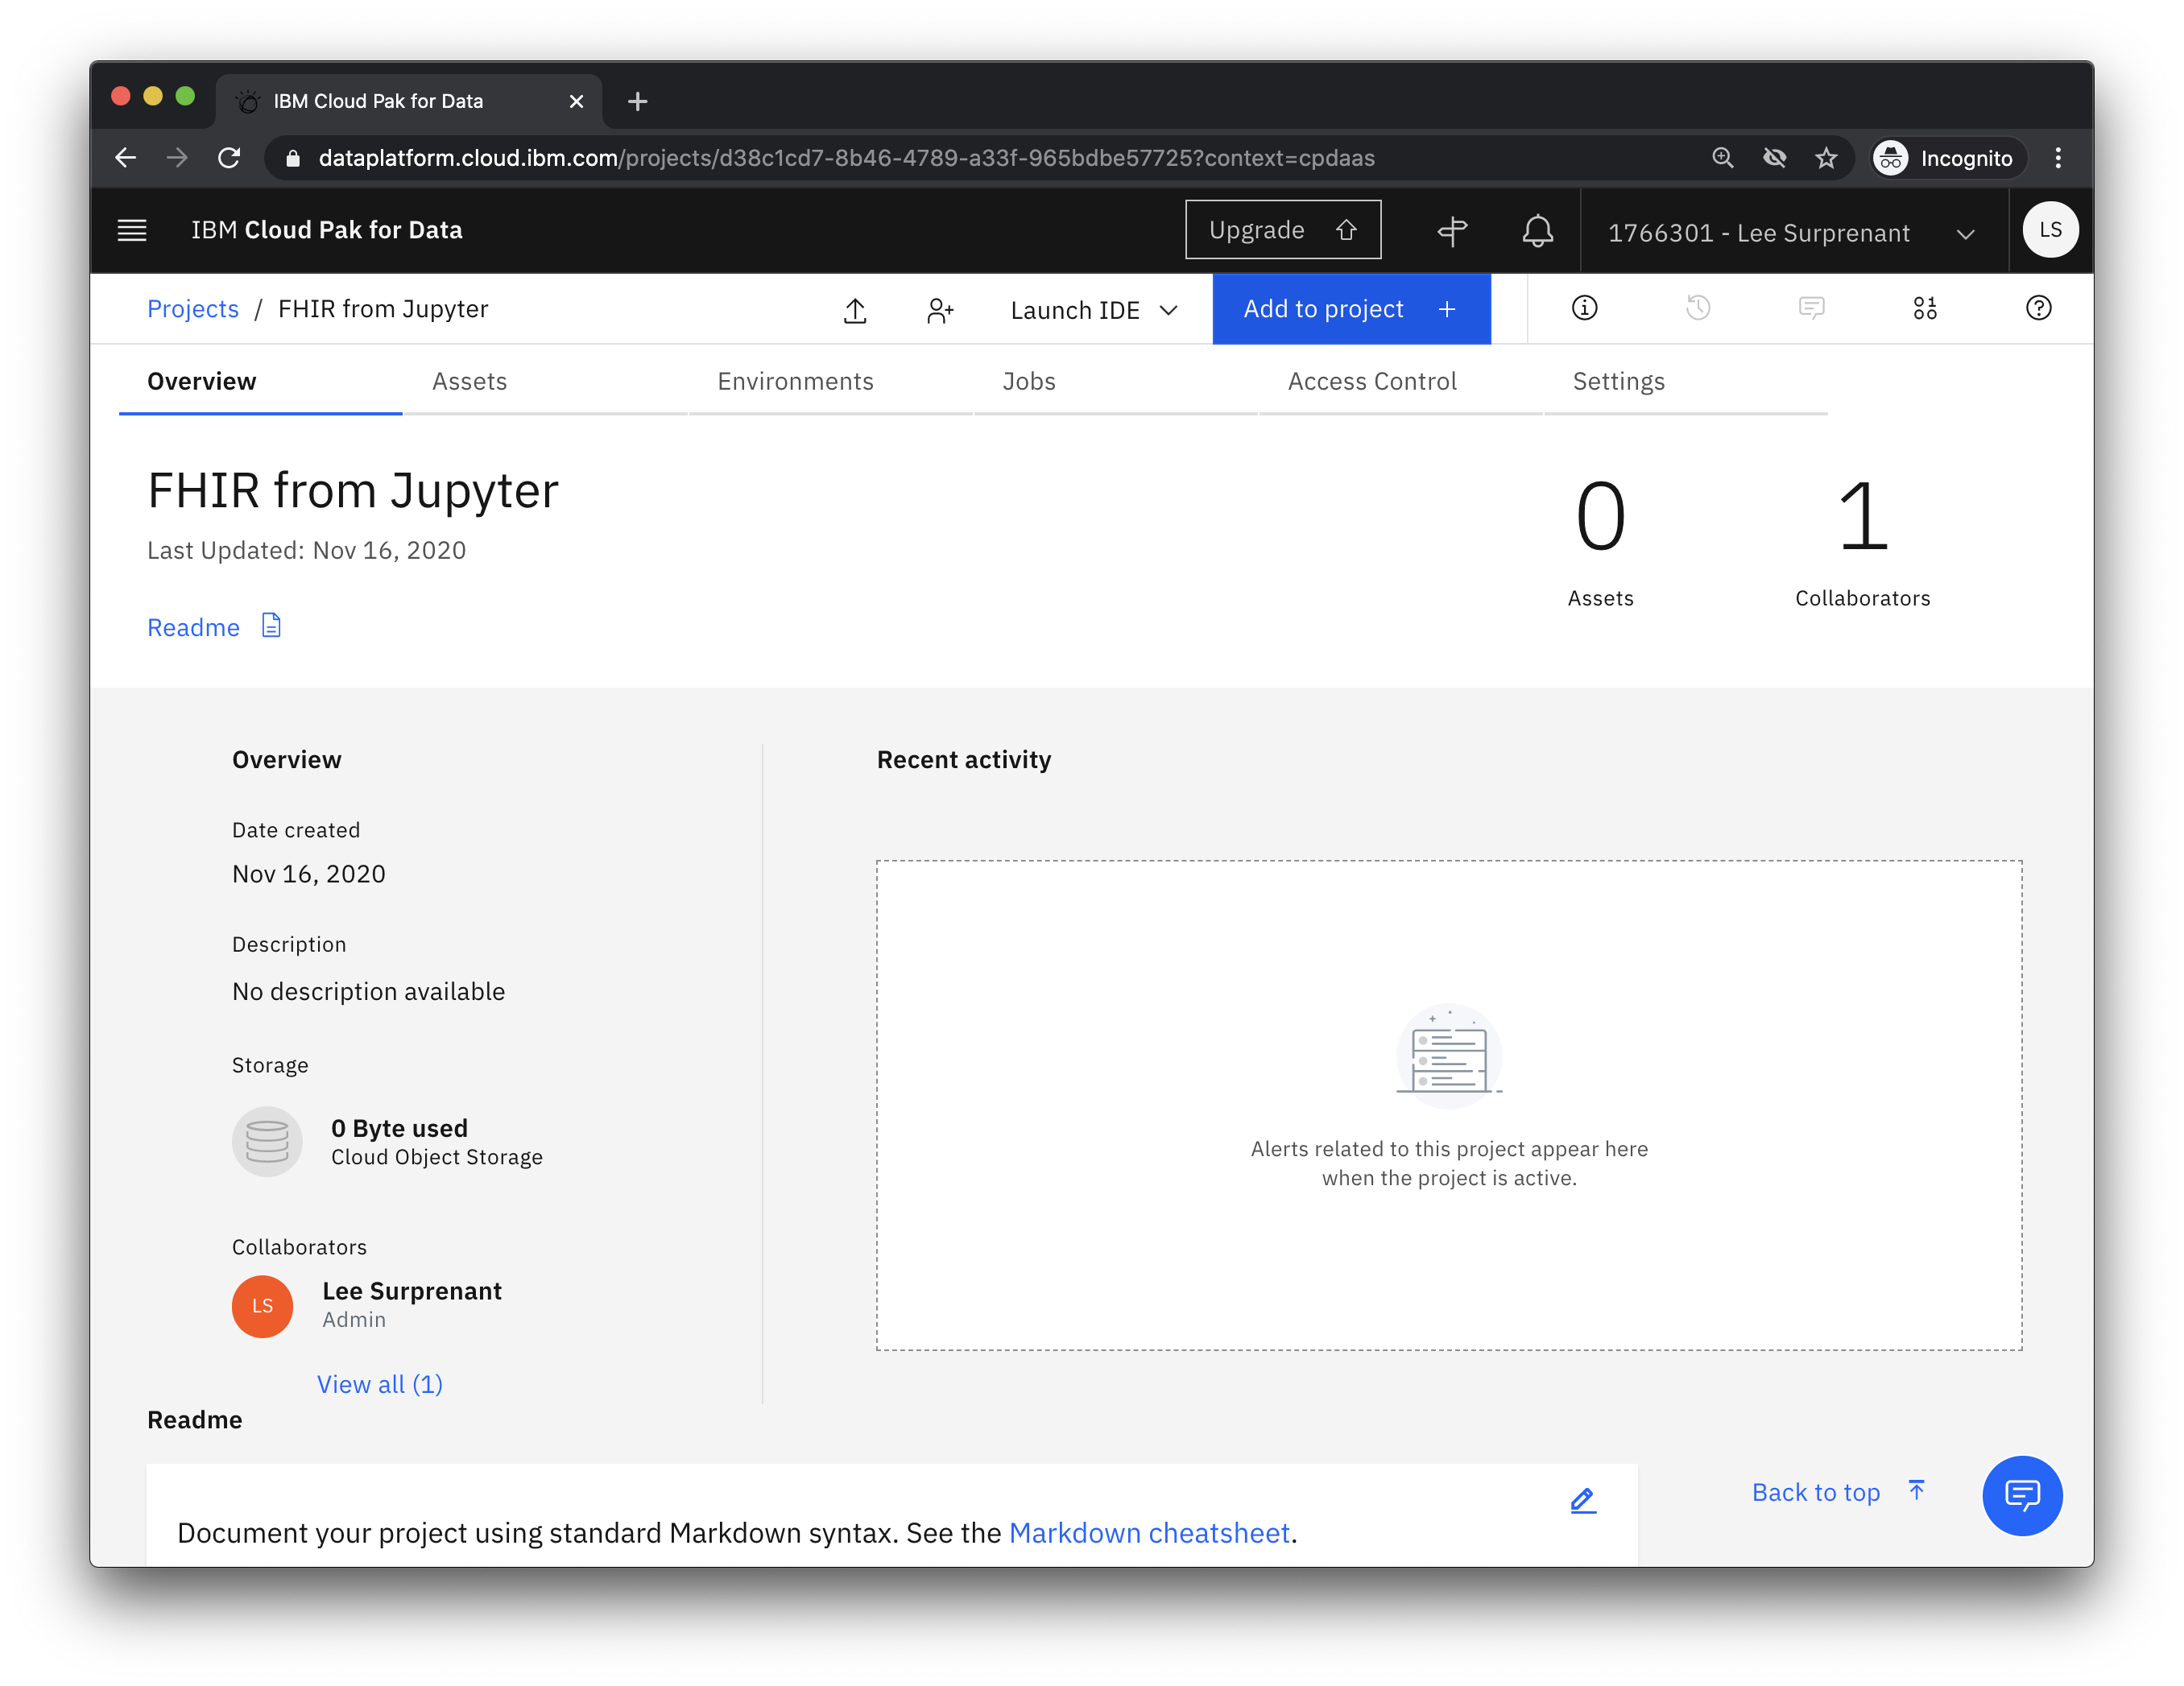 IBM Cloud Pak for Data
dataplatform.cloud.ibm.com/projects/d38c1cd7-8b46-4789-a33f-965bdbe57725?context=cpdaas
Incognito
IBM Cloud Pak for Data
Upgrade
1766301 - Lee Surprenant
LS
Projects / FHIR from Jupyter
Launch IDE
Add to project +
Overview
Assets
Environments
Jobs
Access Control
Settings
FHIR from Jupyter
Last Updated: Nov 16, 2020
Readme
0
Assets
1
Collaborators
Overview
Date created
Nov 16, 2020
Description
No description available
Storage
0 Byte used
Cloud Object Storage
Collaborators
LS
Lee Surprenant
Admin
View all (1)
Recent activity
Alerts related to this project appear here
when the project is active.
Readme
Document your project using standard Markdown syntax. See the Markdown cheatsheet.
Back to top